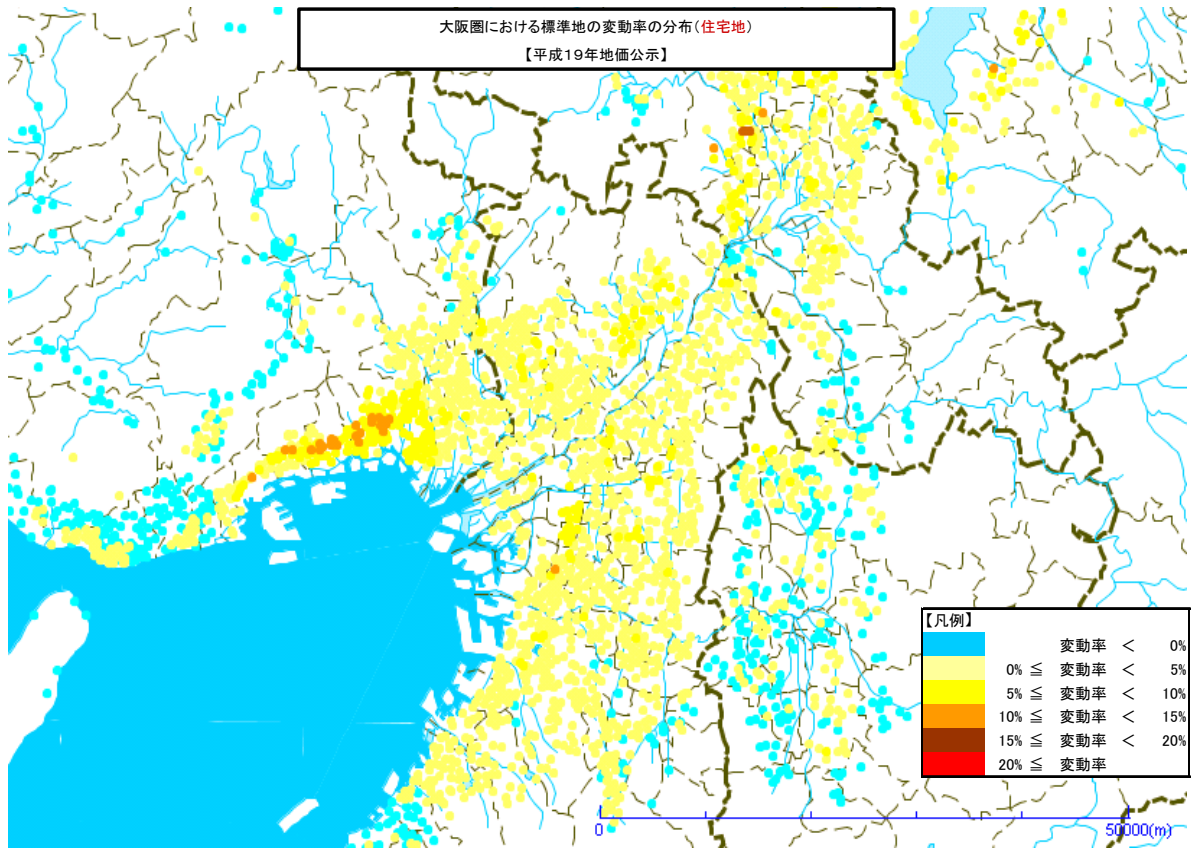 大阪圏における標準地の変動率の分布(住宅地)
【平成19年地価公示】
【凡例】
変動率 < 0%
0% ≦ 変動率 < 5%
5% ≦ 変動率 < 10%
10% ≦ 変動率 < 15%
15% ≦ 変動率 < 20%
20% ≦ 変動率
0 50000(m)